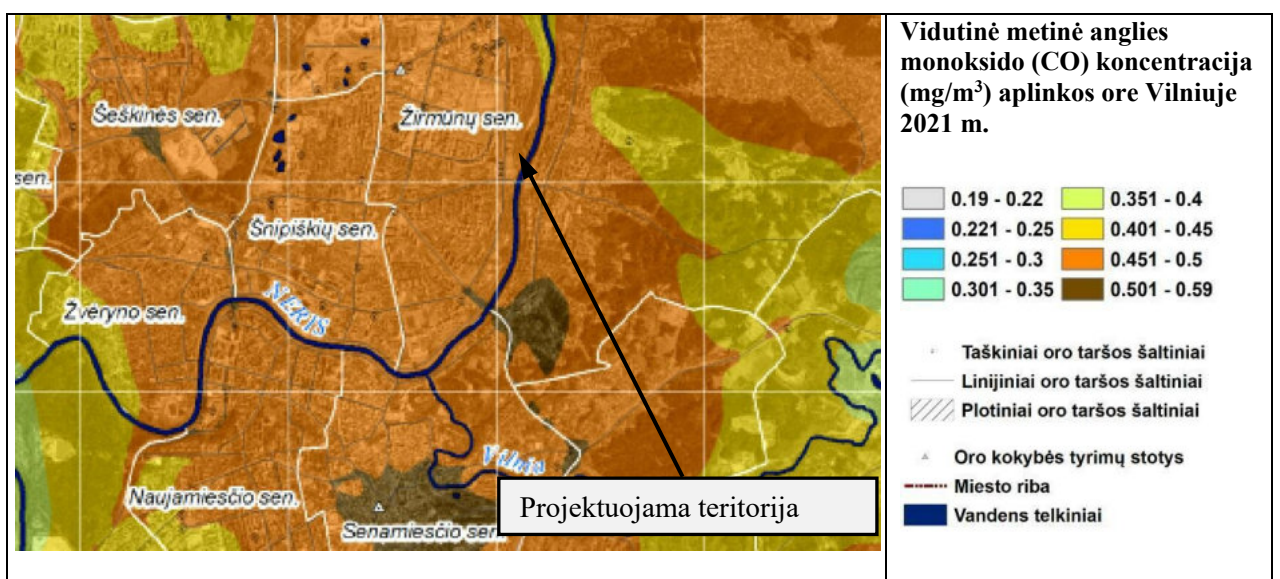 Šeškinės sen.
Žirmūnų sen.
sen.
Šnipiškių sen.
NERIS
Žvėryno sen.
Vilnia
Naujamiesčio sen.
Senamiesčio sen.
Projektuojama teritorija
Vidutinė metinė anglies
monoksido (CO) koncentracija
(mg/m³) aplinkos ore Vilniuje
2021 m.
0.19 - 0.22 0.351 - 0.4
0.221 - 0.25 0.401 - 0.45
0.251 - 0.3 0.451 - 0.5
0.301 - 0.35 0.501 - 0.59
Taškiniai oro taršos šaltiniai
Linijiniai oro taršos šaltiniai
Plotiniai oro taršos šaltiniai
Oro kokybės tyrimų stotys
Miesto riba
Vandens telkiniai